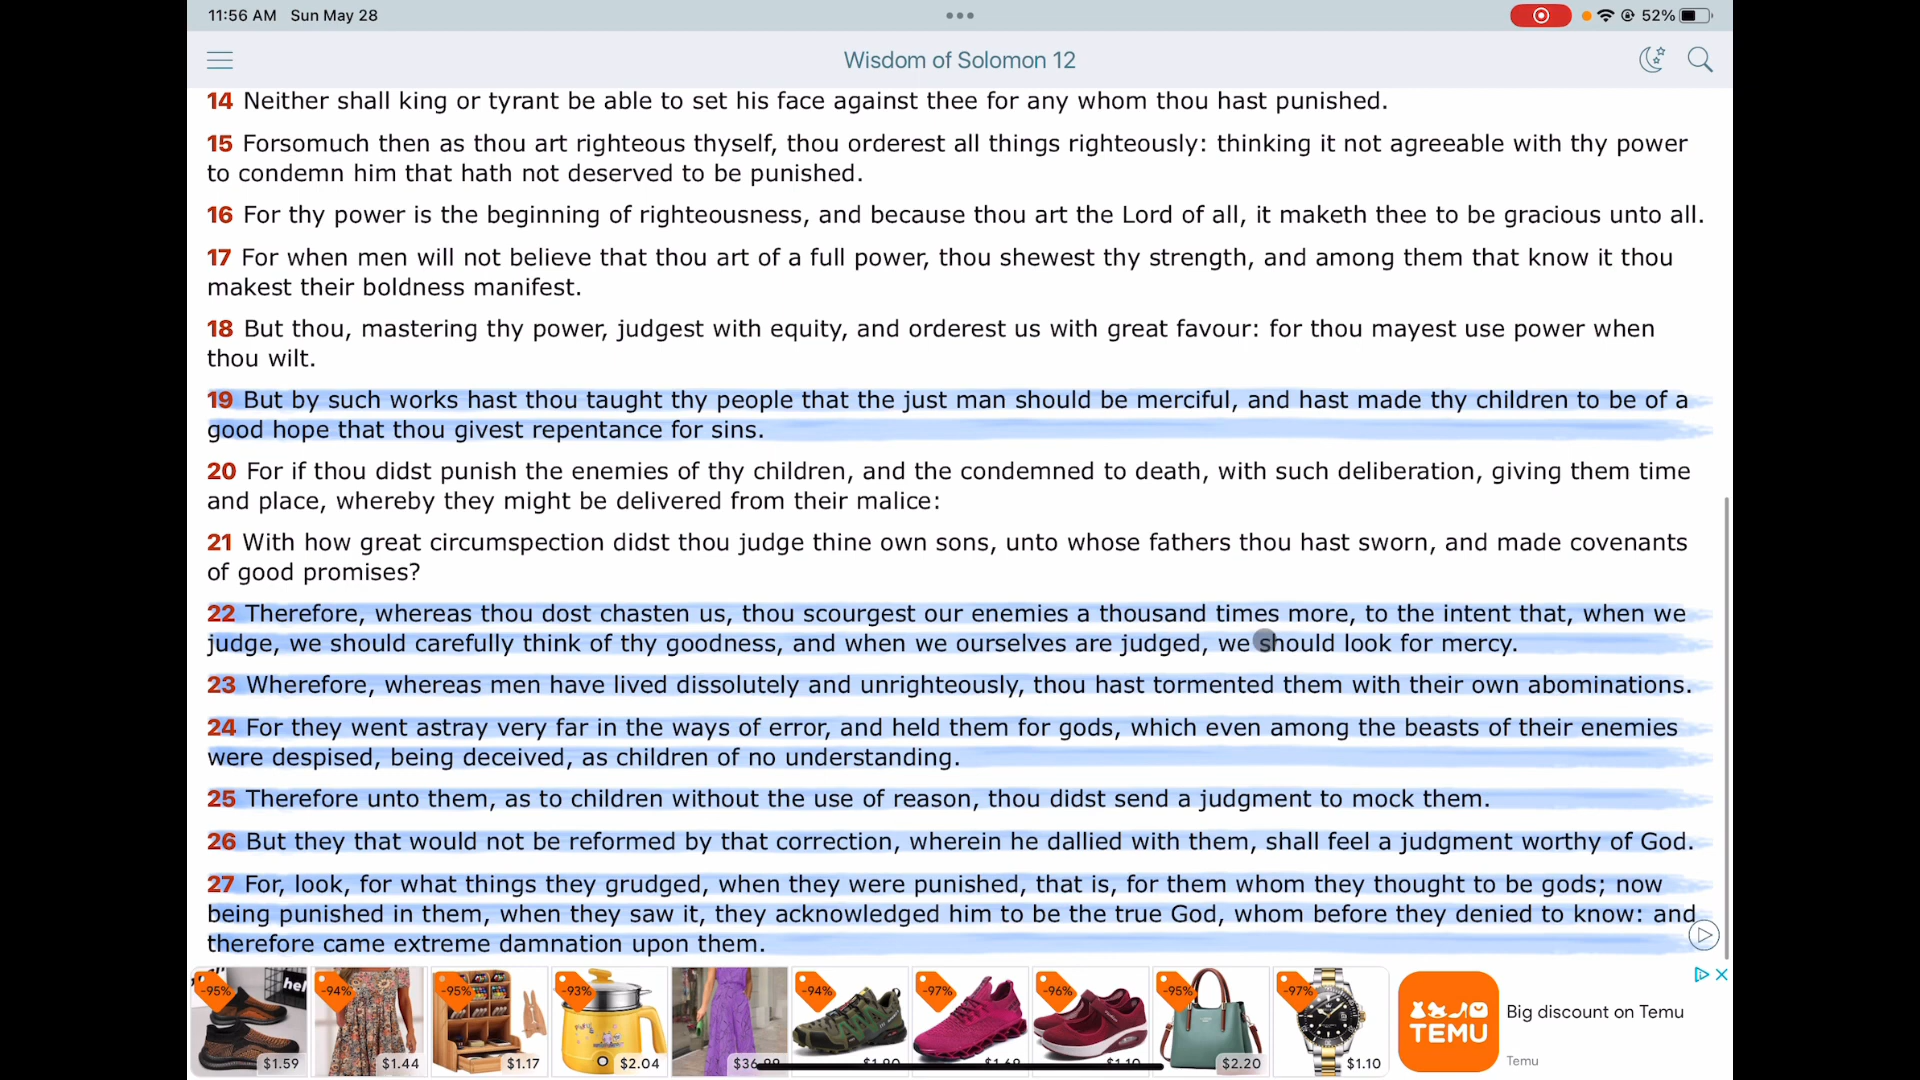 11:56 AM Sun May 28
52%
Wisdom of Solomon 12
14 Neither shall king or tyrant be able to set his face against thee for any whom thou hast punished.
15 Forsomuch then as thou art righteous thyself, thou orderest all things righteously: thinking it not agreeable with thy power
to condemn him that hath not deserved to be punished.
16 For thy power is the beginning of righteousness, and because thou art the Lord of all, it maketh thee to be gracious unto all.
17 For when men will not believe that thou art of a full power, thou shewest thy strength, and among them that know it thou
makest their boldness manifest.
18 But thou, mastering thy power, judgest with equity, and orderest us with great favour: for thou mayest use power when
thou wilt.
19 But by such works hast thou taught thy people that the just man should be merciful, and hast made thy children to be of a
good hope that thou givest repentance for sins.
20 For if thou didst punish the enemies of thy children, and the condemned to death, with such deliberation, giving them time
and place, whereby they might be delivered from their malice:
21 With how great circumspection didst thou judge thine own sons, unto whose fathers thou hast sworn, and made covenants
of good promises?
22 Therefore, whereas thou dost chasten us, thou scourgest our enemies a thousand times more, to the intent that, when we
judge, we should carefully think of thy goodness, and when we ourselves are judged, we should look for mercy.
23 Wherefore, whereas men have lived dissolutely and unrighteously, thou hast tormented them with their own abominations.
24 For they went astray very far in the ways of error, and held them for gods, which even among the beasts of their enemies
were despised, being deceived, as children of no understanding.
25 Therefore unto them, as to children without the use of reason, thou didst send a judgment to mock them.
26 But they that would not be reformed by that correction, wherein he dallied with them, shall feel a judgment worthy of God.
27 For, look, for what things they grudged, when they were punished, that is, for them whom they thought to be gods; now
being punished in them, when they saw it, they acknowledged him to be the true God, whom before they denied to know: and
therefore came extreme damnation upon them.
-95% -94% -95% -93% -94% -97% -96% -95% -97%
$1.59 $1.44 $1.17 $2.04 $2.20 $1.10
TEMU
Big discount on Temu
Temu